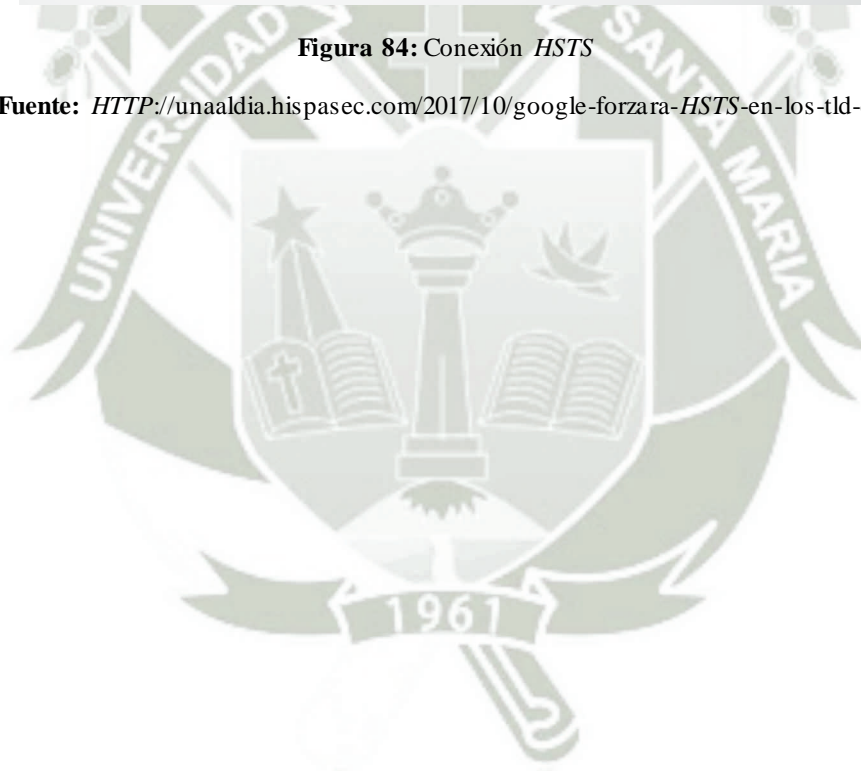 Figura 84: Conexión HSTS
Fuente: HTTP://unaaldia.hispasec.com/2017/10/google-forzara-HSTS-en-los-tld-
UNIVERSIDAD
SANTA MARIA
1961